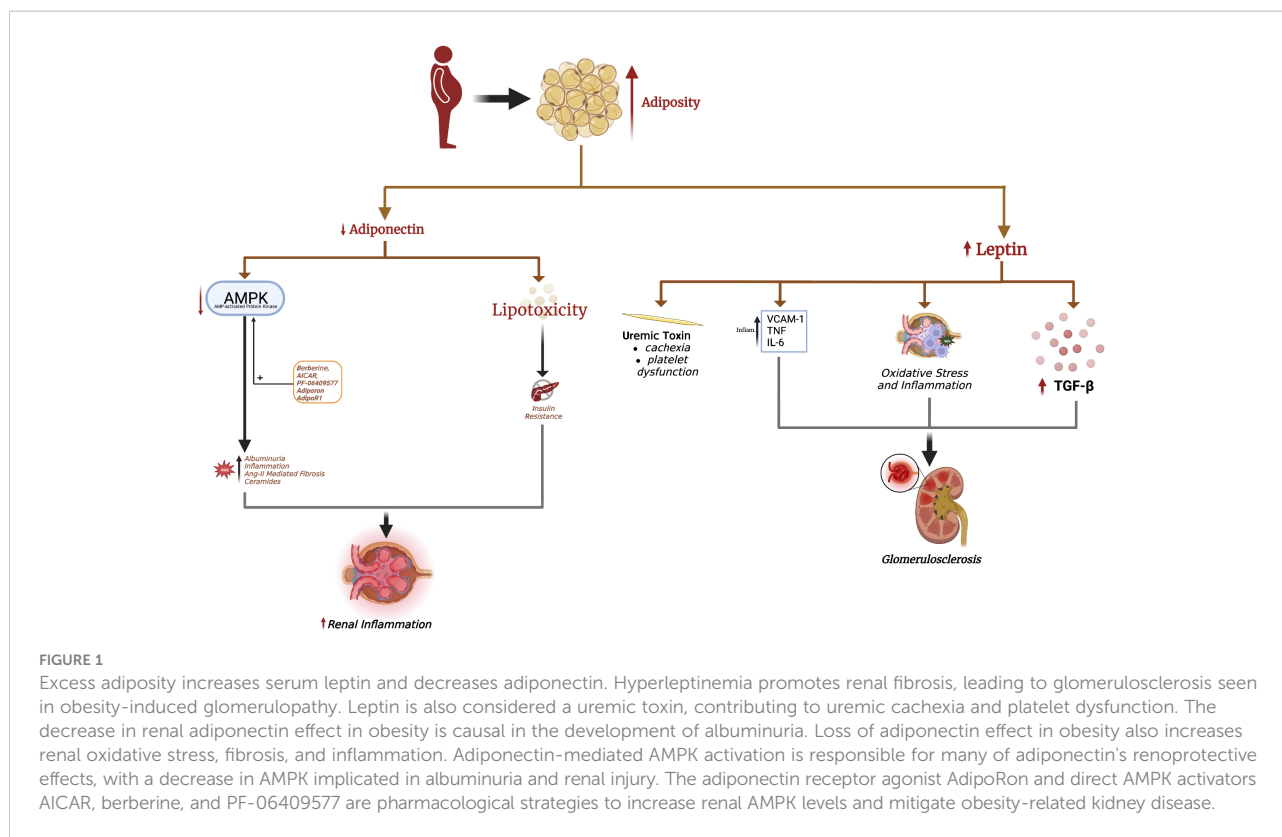 Adiposity
Adiponectin
Leptin
AMPK
AMP-activated Protein Kinase
Lipotoxicity
+
Berberine,
AICAR,
PF-06409577
Adiporon
AdipoR1
Insulin
Resistance
Albuminuria
Inflammation
Ang-II Mediated Fibrosis
Ceramides
Renal Inflammation
Uremic Toxin
• cachexia
• platelet
dysfunction
Inflam.
VCAM-1
TNF
IL-6
Oxidative Stress
and Inflammation
TGF-β
Glomerulosclerosis
FIGURE 1
Excess adiposity increases serum leptin and decreases adiponectin. Hyperleptinemia promotes renal fibrosis, leading to glomerulosclerosis seen
in obesity-induced glomerulopathy. Leptin is also considered a uremic toxin, contributing to uremic cachexia and platelet dysfunction. The
decrease in renal adiponectin effect in obesity is causal in the development of albuminuria. Loss of adiponectin effect in obesity also increases
renal oxidative stress, fibrosis, and inflammation. Adiponectin-mediated AMPK activation is responsible for many of adiponectin's renoprotective
effects, with a decrease in AMPK implicated in albuminuria and renal injury. The adiponectin receptor agonist AdipoRon and direct AMPK activators
AICAR, berberine, and PF-06409577 are pharmacological strategies to increase renal AMPK levels and mitigate obesity-related kidney disease.